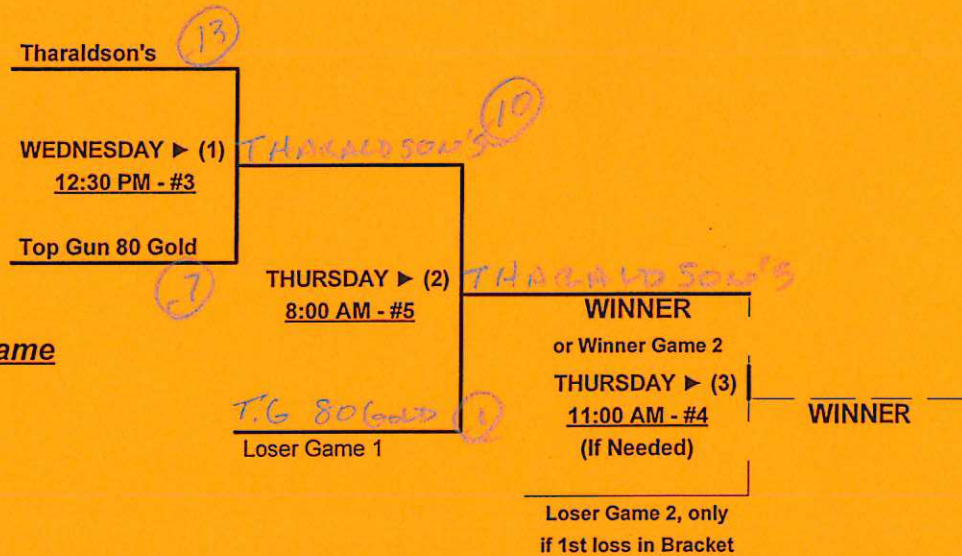 13
Tharaldson's
10
WEDNESDAY ► (1) THARALDSON'S
12:30 PM - #3
Top Gun 80 Gold
7
THURSDAY ► (2) THARALDSON'S
8:00 AM - #5
WINNER
or Winner Game 2
ame
THURSDAY ► (3)
11:00 AM - #4
WINNER
(If Needed)
T.G 80 GOLD 1
Loser Game 1
Loser Game 2, only
if 1st loss in Bracket